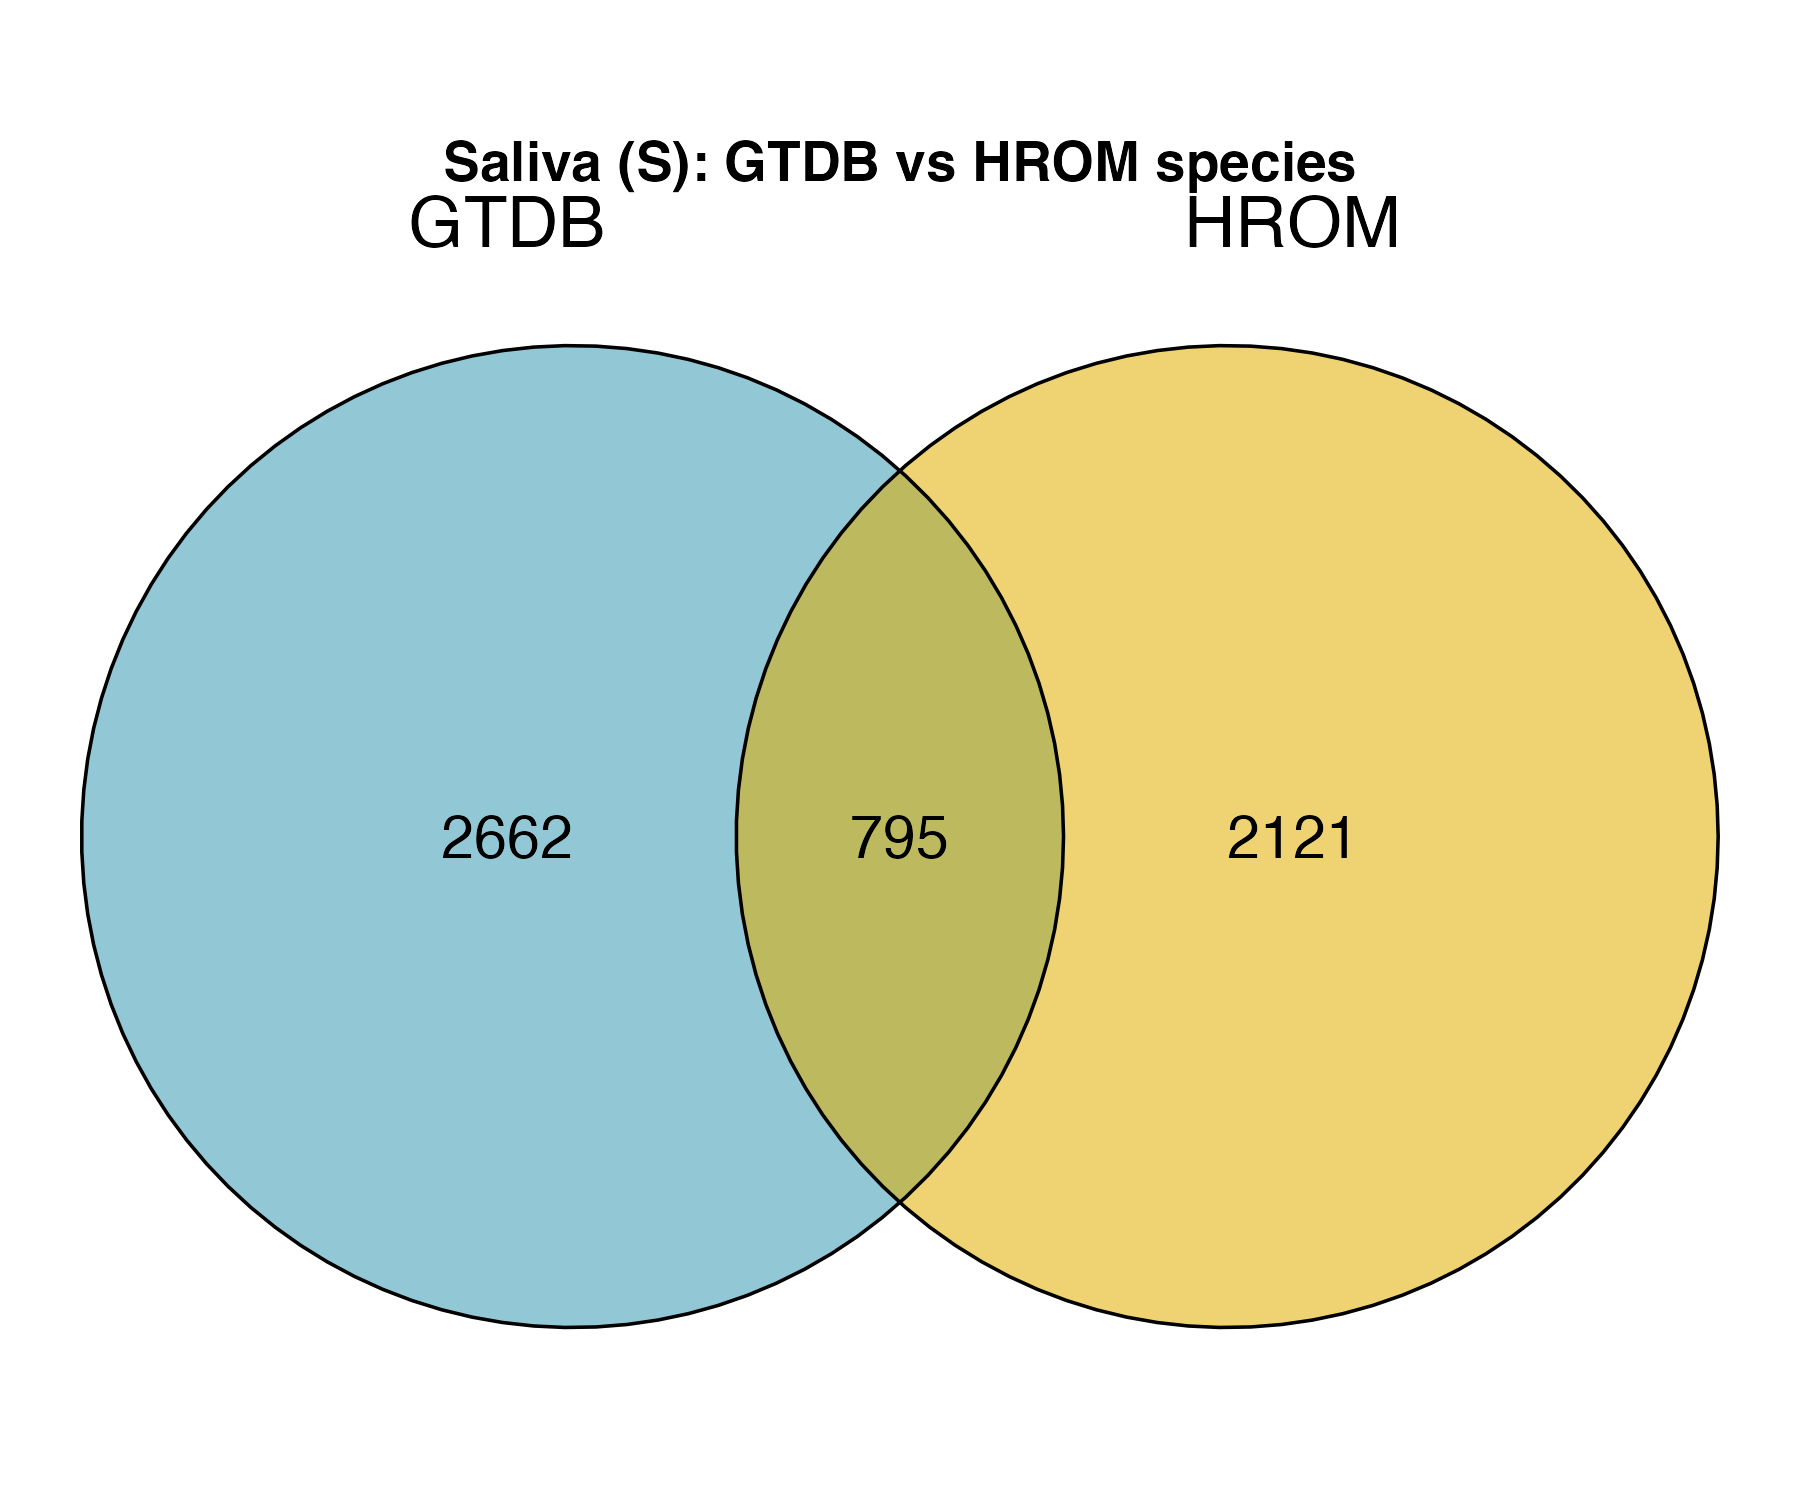 Saliva (S): GTDB vs HROM species
GTDB HROM
2662 795 2121